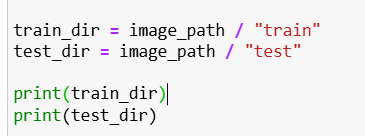 train_dir = image_path / "train"
test_dir = image_path / "test"
print(train_dir)
print(test_dir)